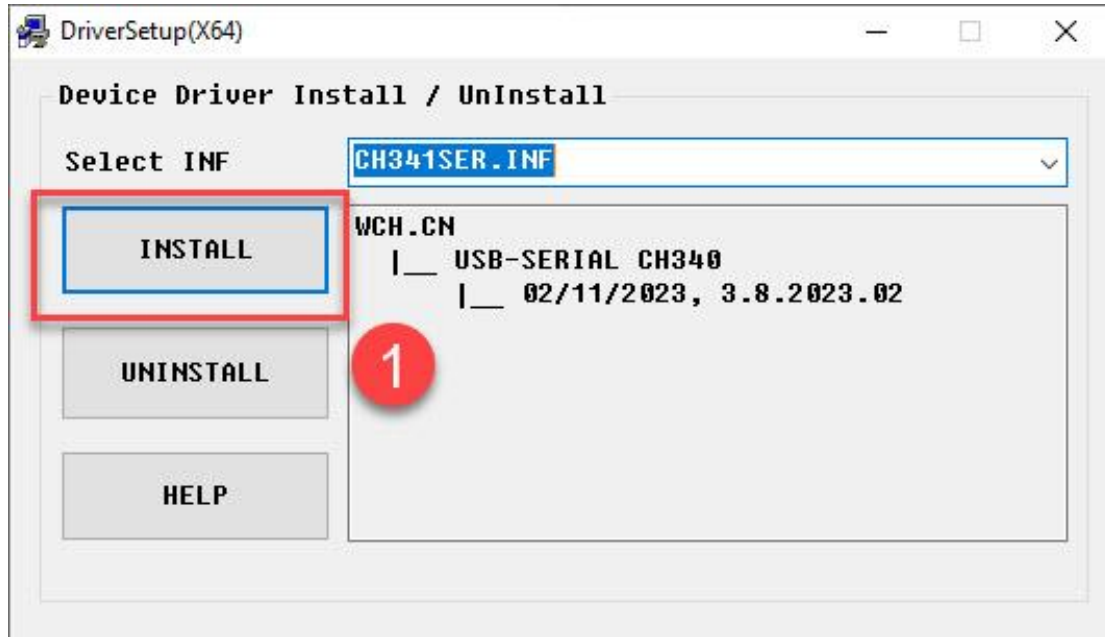 DriverSetup(X64)
Device Driver Install / UnInstall
Select INF
CH341SER.INF
INSTALL
WCH.CN
|__ USB-SERIAL CH340
|__ 02/11/2023, 3.8.2023.02
UNINSTALL
1
HELP